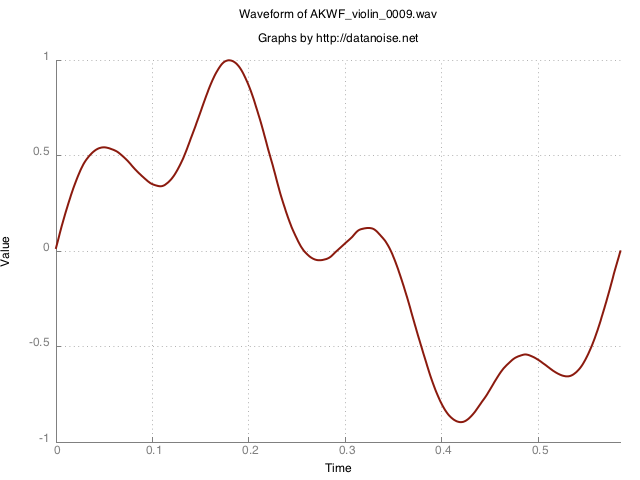 Waveform of AKWF_violin_0009.wav
Graphs by http://datanoise.net
1
0.5
0
-0.5
-1
Value
0 0.1 0.2 0.3 0.4 0.5
Time